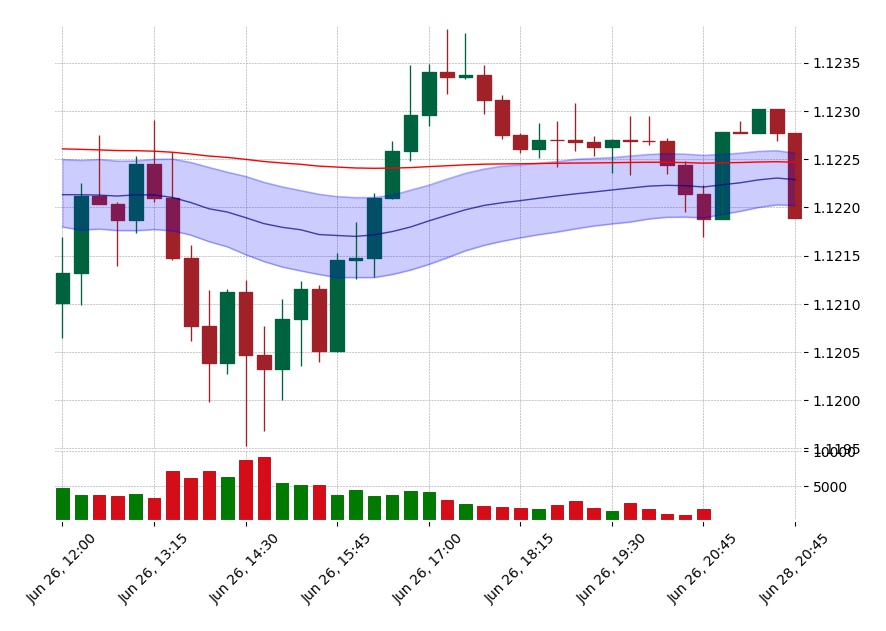 1.1235
1.1230
1.1225
1.1220
1.1215
1.1210
1.1205
1.1200
1.1195
10000
5000
Jun 26, 12:00
Jun 26, 13:15
Jun 26, 14:30
Jun 26, 15:45
Jun 26, 17:00
Jun 26, 18:15
Jun 26, 19:30
Jun 26, 20:45
Jun 28, 20:45